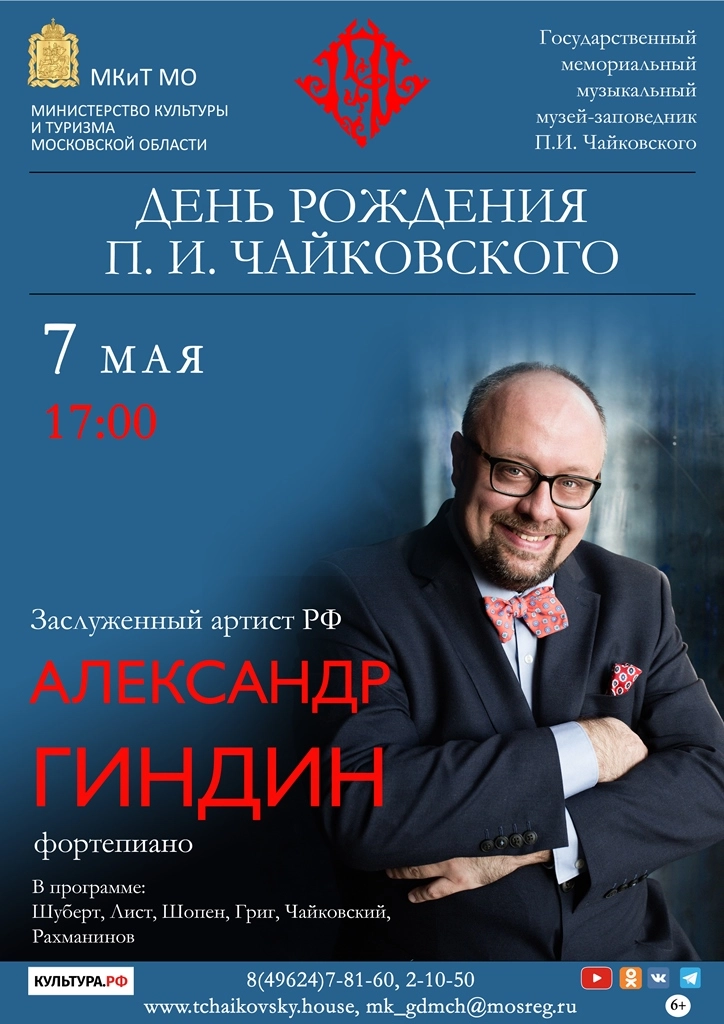 МКиТ МО
МИНИСТЕРСТВО КУЛЬТУРЫ
И ТУРИЗМА
МОСКОВСКОЙ ОБЛАСТИ
Государственный
мемориальный
музыкальный
музей-заповедник
П.И. Чайковского
ДЕНЬ РОЖДЕНИЯ
П. И. ЧАЙКОВСКОГО
7 МАЯ
17:00
Заслуженный артист РФ
АЛЕКСАНДР
ГИНДИН
фортепиано
В программе:
Шуберт, Лист, Шопен, Григ, Чайковский,
Рахманинов
КУЛЬТУРА.РФ
8(49624)7-81-60, 2-10-50
www.tchaikovsky.house, mk_gdmch@mosreg.ru
6+